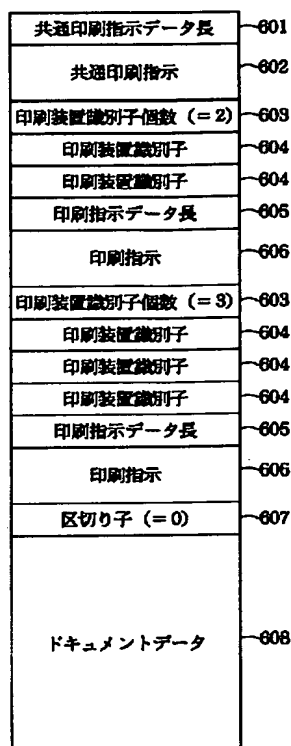 共通印刷指示データ長 601
共通印刷指示 602
印刷装置識別子個数 (=2) 603
印刷装置識別子 604
印刷装置識別子 604
印刷指示データ長 605
印刷指示 606
印刷装置識別子個数 (=3) 603
印刷装置識別子 604
印刷装置識別子 604
印刷装置識別子 604
印刷指示データ長 605
印刷指示 606
区切り子 (=0) 607
ドキュメントデータ 608